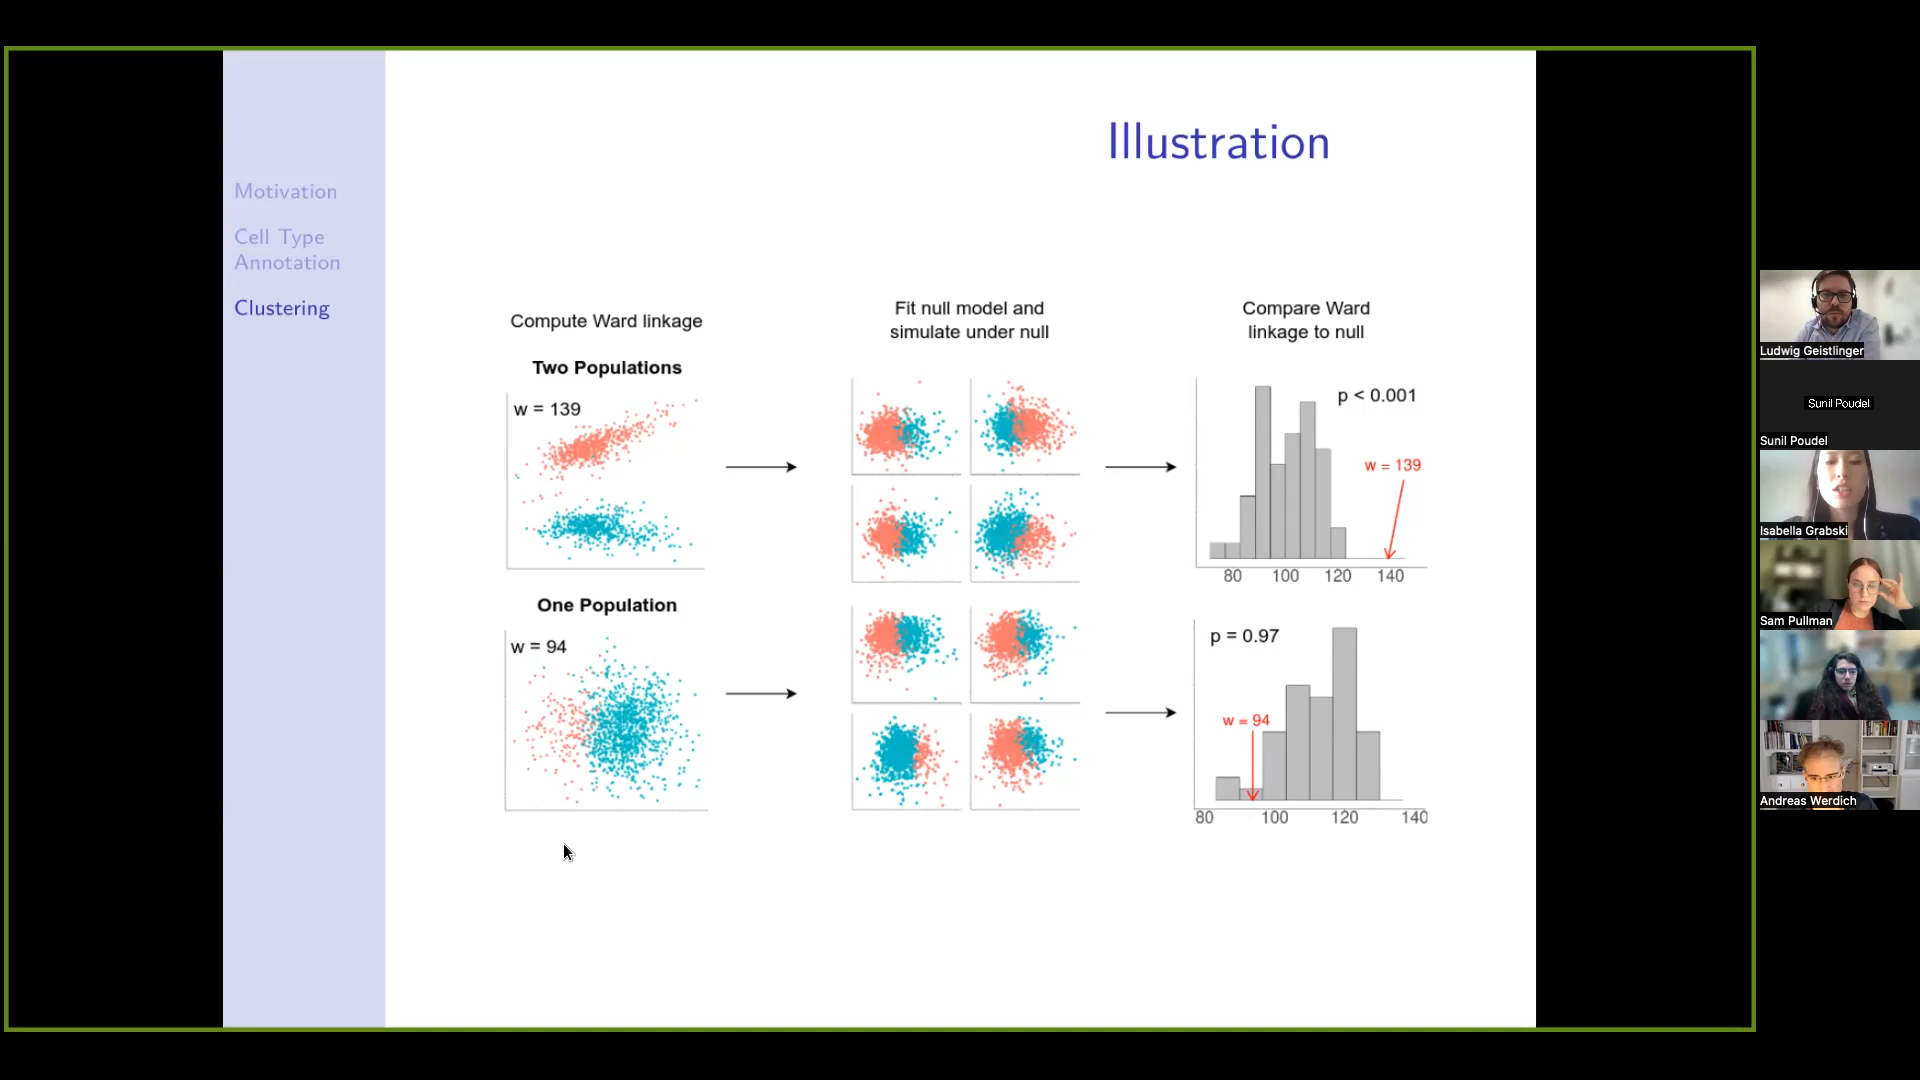 Illustration
Motivation
Cell Type
Annotation
Clustering
Compute Ward linkage
Fit null model and
simulate under null
Compare Ward
linkage to null
Two Populations
w = 139
p < 0.001
w = 139
80 100 120 140
One Population
w = 94
p = 0.97
w = 94
80 100 120 140
Ludwig Geistlinger
Sunil Poudel
Sunil Poudel
Isabella Grabski
Sam Pullman
Andreas Werdich